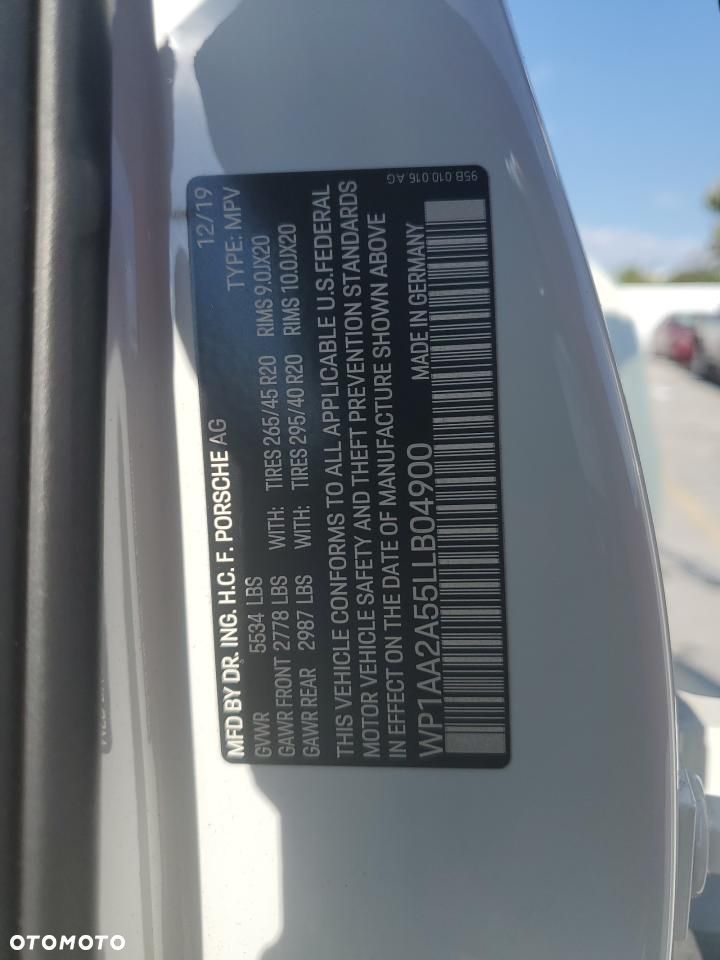 MFD BY DR. ING. H.C. F. PORSCHE AG 12/19
GVWR 5534 LBS TYPE: MPV
GAWR FRONT 2778 LBS WITH: TIRES 265/45 R20 RIMS 9.0JX20
GAWR REAR 2987 LBS WITH: TIRES 295/40 R20 RIMS 10.0JX20
THIS VEHICLE CONFORMS TO ALL APPLICABLE U.S.FEDERAL
MOTOR VEHICLE SAFETY AND THEFT PREVENTION STANDARDS
IN EFFECT ON THE DATE OF MANUFACTURE SHOWN ABOVE
WP1AA2A55LLB04900 MADE IN GERMANY
95B 010 016 AG
OTOMOTO